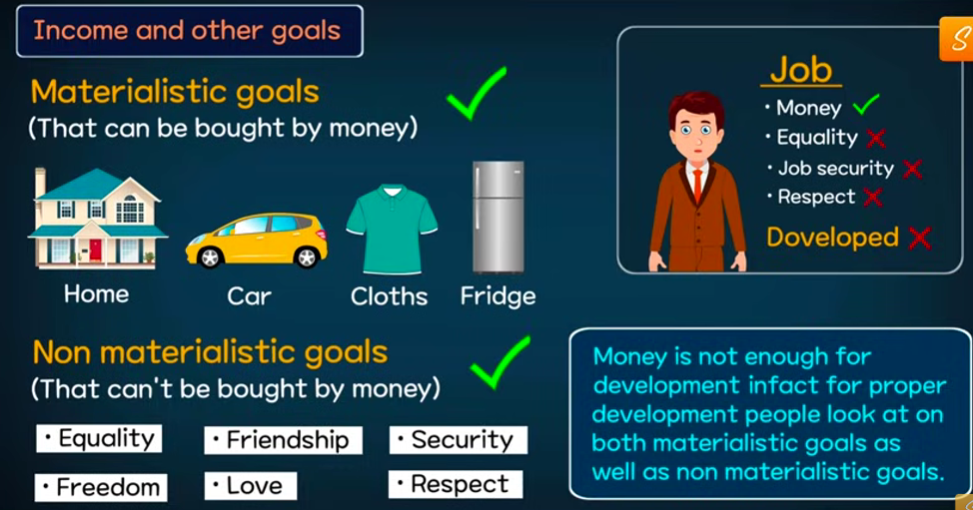 Income and other goals
Materialistic goals
(That can be bought by money)
Home
Car
Cloths
Fridge
Non materialistic goals
(That can't be bought by money)
• Equality
• Friendship
• Security
• Freedom
• Love
• Respect
S
Job
• Money
• Equality
• Job security
• Respect
Doveloped
Money is not enough for
development infact for proper
development people look at on
both materialistic goals as
well as non materialistic goals.